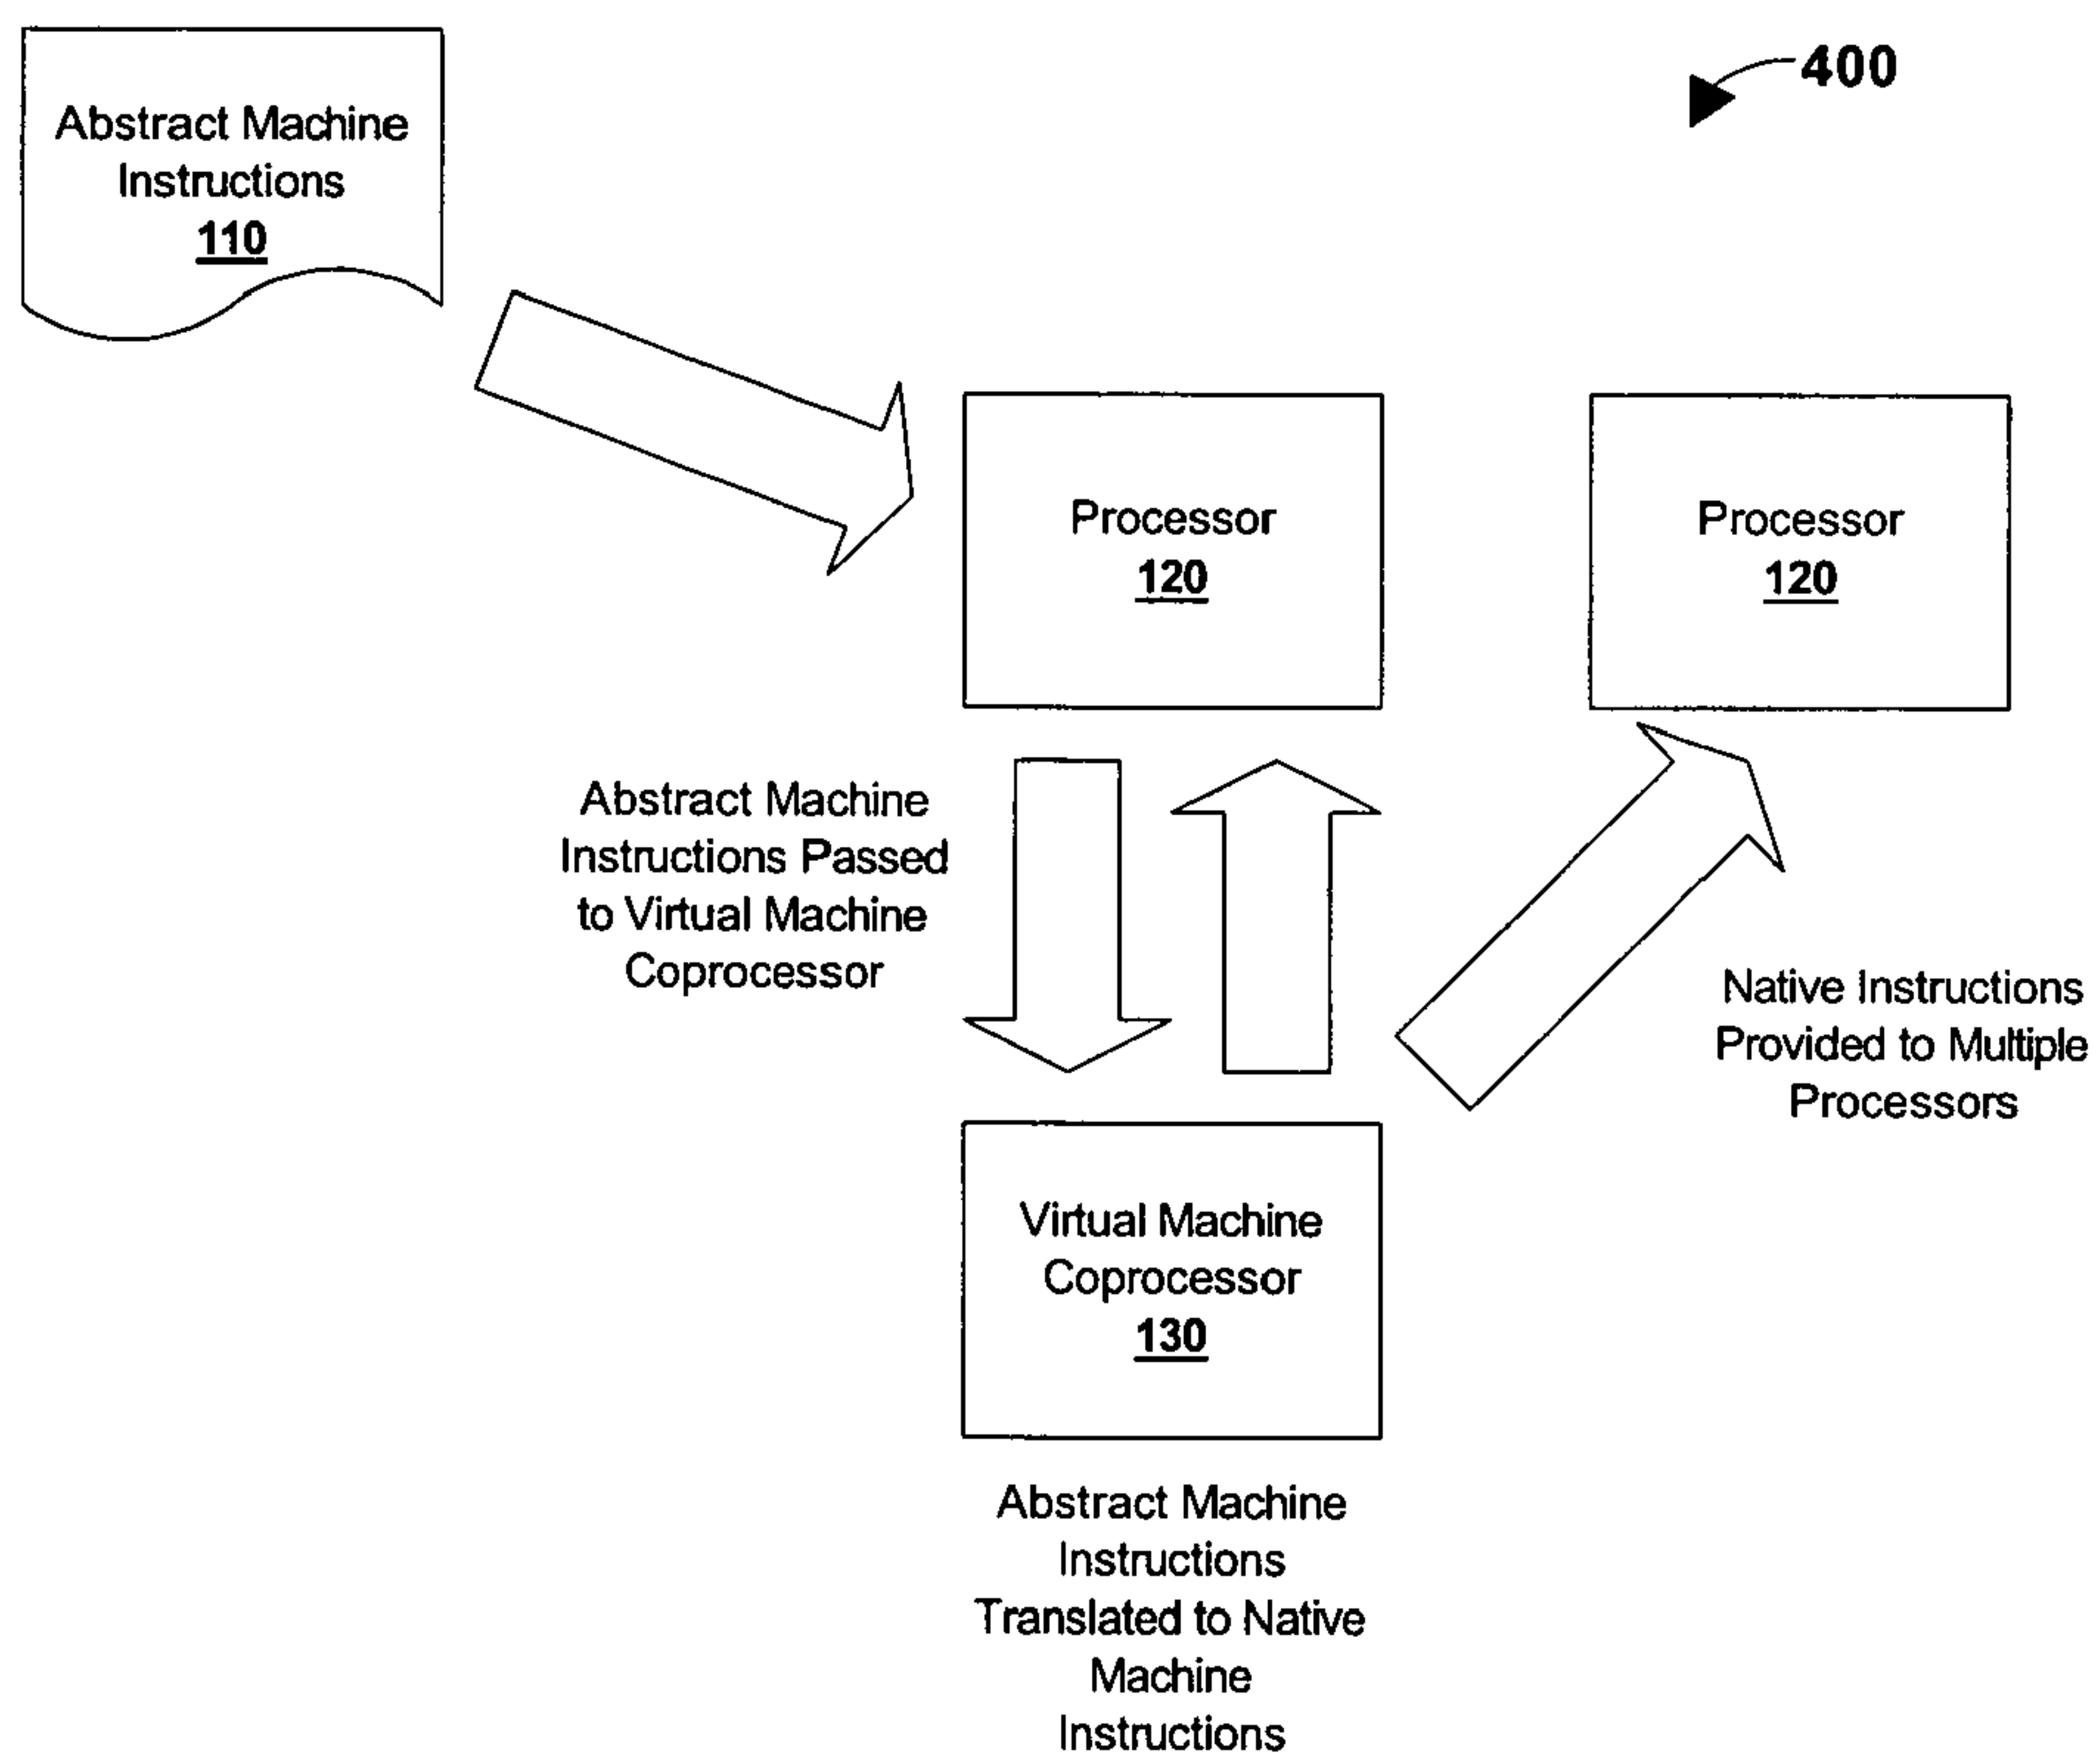 Abstract Machine
Instructions
110
400
Processor
120
Processor
120
Abstract Machine
Instructions Passed
to Virtual Machine
Coprocessor
Native Instructions
Provided to Multiple
Processors
Virtual Machine
Coprocessor
130
Abstract Machine
Instructions
Translated to Native
Machine
Instructions